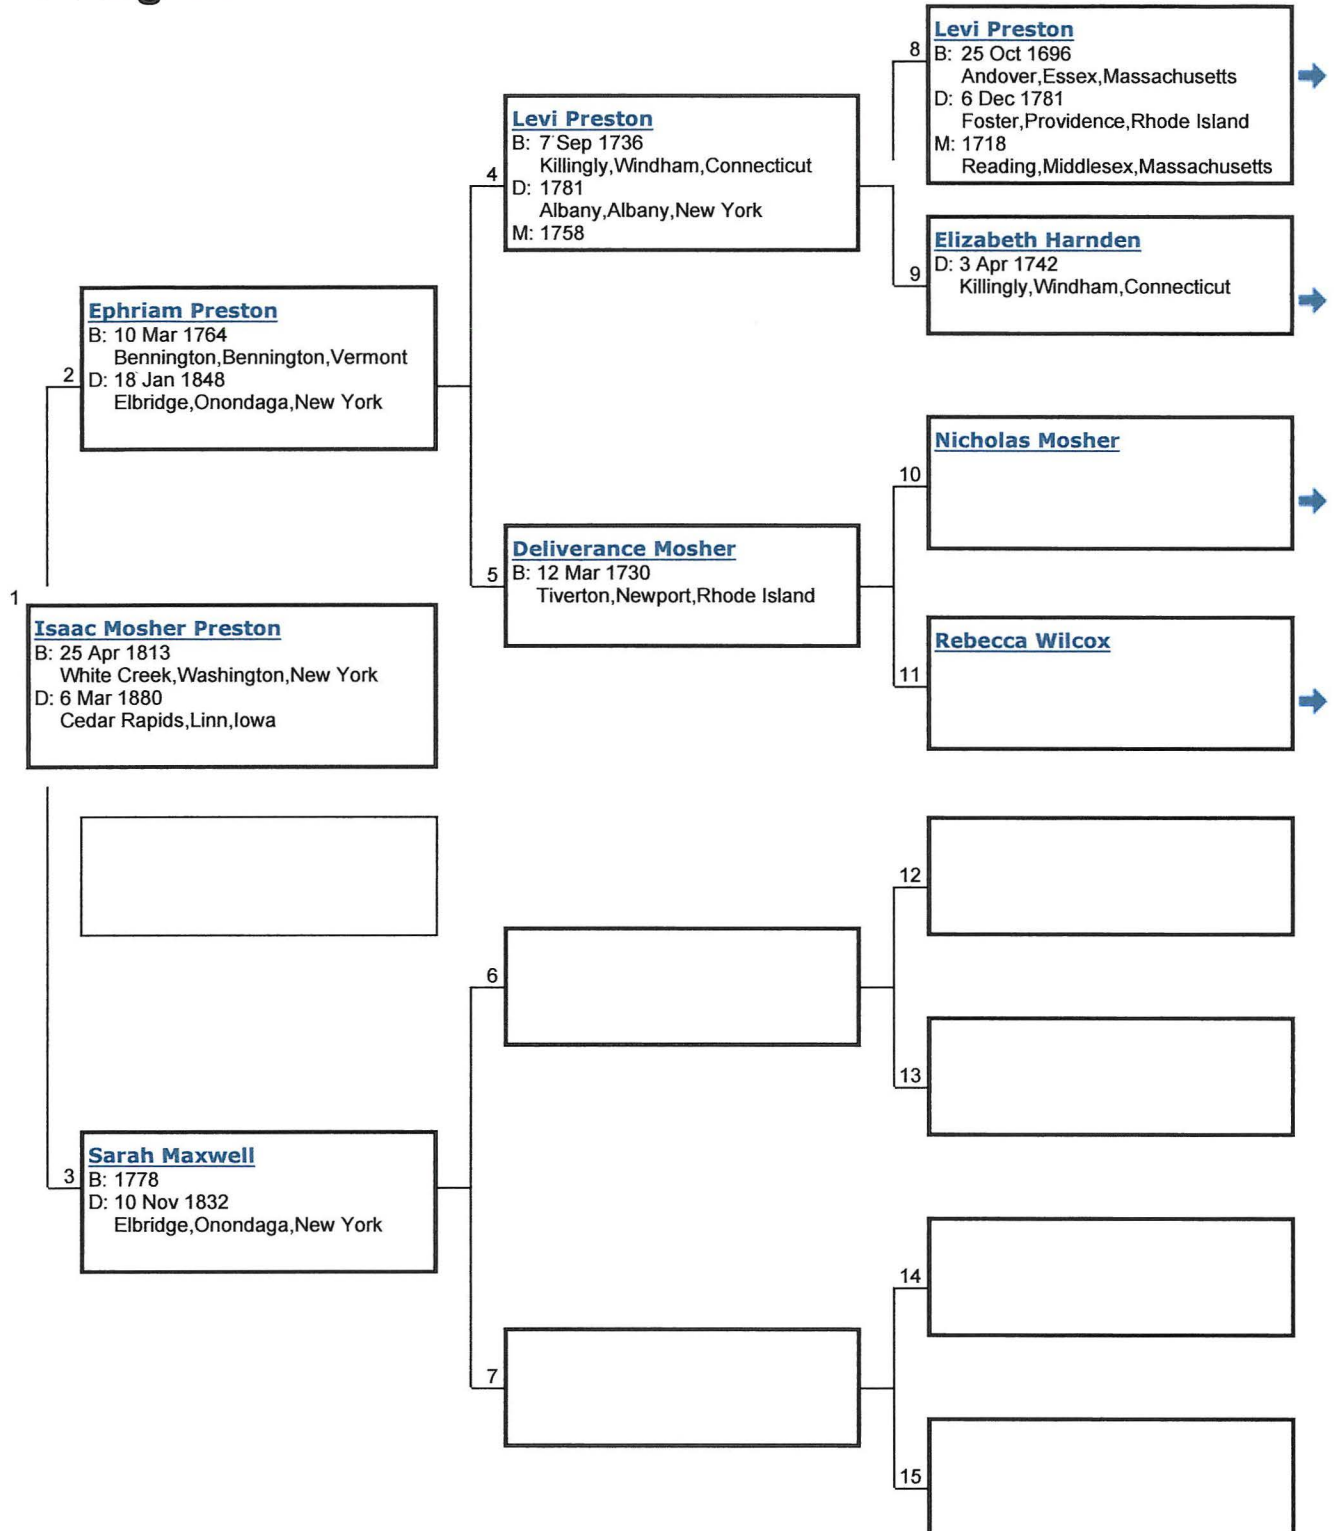 8
Levi Preston
B: 25 Oct 1696
Andover,Essex,Massachusetts
D: 6 Dec 1781
Foster,Providence,Rhode Island
M: 1718
Reading,Middlesex,Massachusetts
4
Levi Preston
B: 7 Sep 1736
Killingly,Windham,Connecticut
D: 1781
Albany,Albany,New York
M: 1758
9
Elizabeth Harnden
D: 3 Apr 1742
Killingly,Windham,Connecticut
2
Ephriam Preston
B: 10 Mar 1764
Bennington,Bennington,Vermont
D: 18 Jan 1848
Elbridge,Onondaga,New York
10
Nicholas Mosher
5
Deliverance Mosher
B: 12 Mar 1730
Tiverton,Newport,Rhode Island
11
Rebecca Wilcox
1
Isaac Mosher Preston
B: 25 Apr 1813
White Creek,Washington,New York
D: 6 Mar 1880
Cedar Rapids,Linn,Iowa
12
6
13
3
Sarah Maxwell
B: 1778
D: 10 Nov 1832
Elbridge,Onondaga,New York
14
7
15